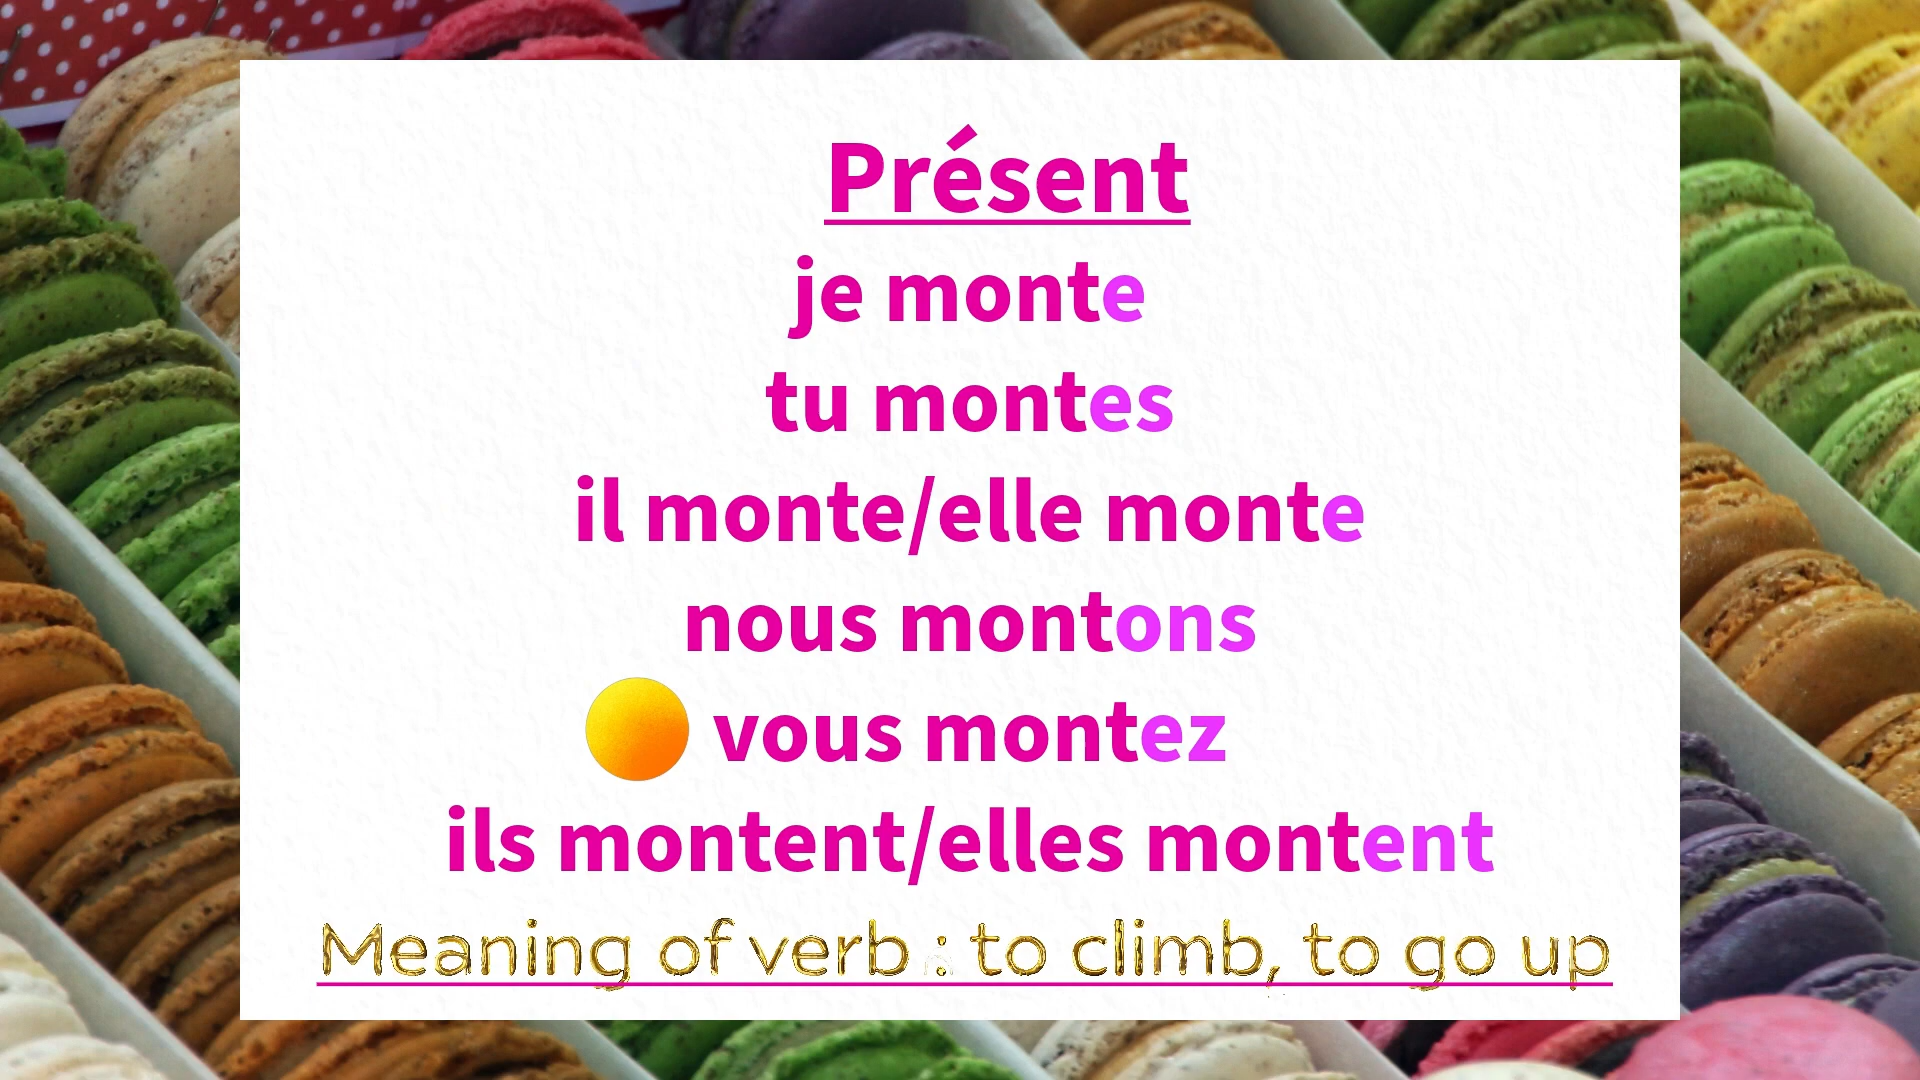 Présent
je monte
tu montes
il monte/elle monte
nous montons
vous montez
ils montent/elles montent
Meaning of verb : to climb, to go up